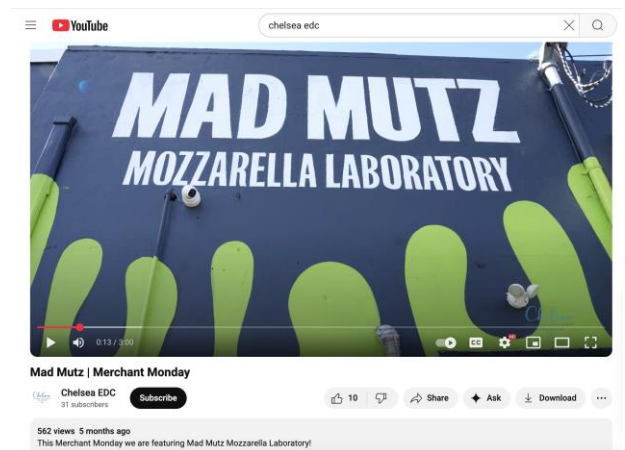 YouTube
chelsea edc
MAD MUTZ
MOZZARELLA LABORATORY
Chelsea
0:13 / 3:00
CC
Mad Mutz | Merchant Monday
Chelsea EDC
31 subscribers
Subscribe
10
Share
Ask
Download
562 views 5 months ago
This Merchant Monday we are featuring Mad Mutz Mozzarella Laboratory!